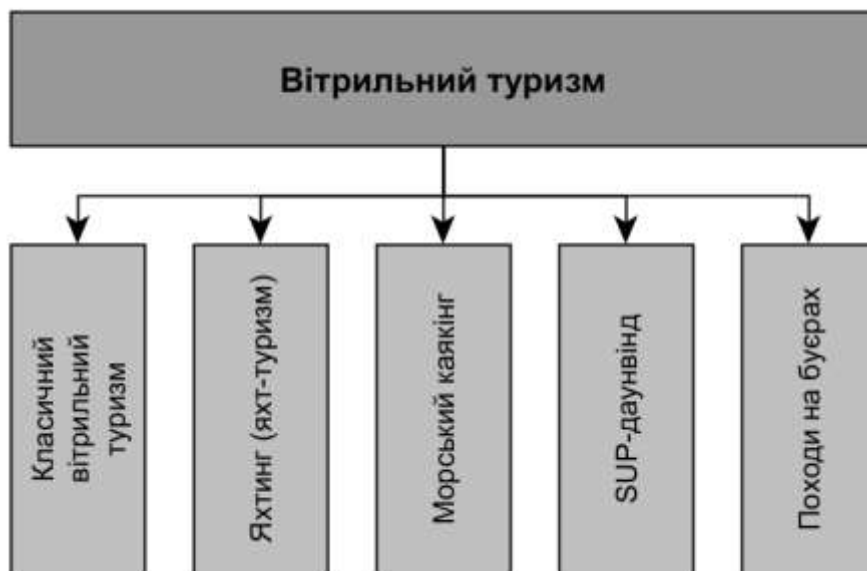 Вітрильний туризм
Класичний
вітрильний
туризм
Яхтинг (яхт-туризм)
Морський каякінг
SUP-даунвінд
Походи на буєрах